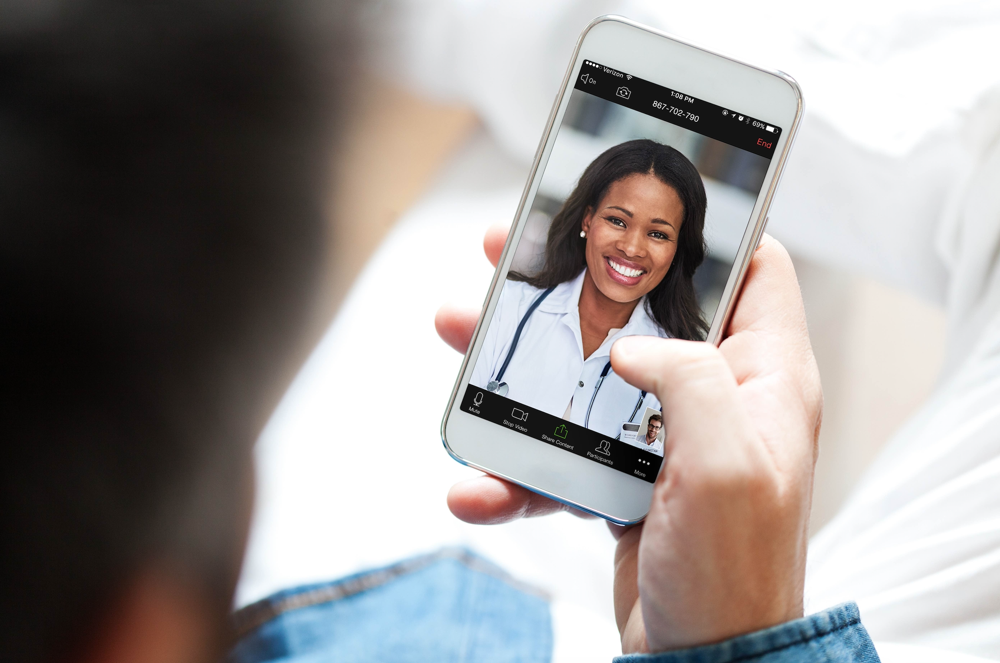 Verizon
1:08 PM
69%
On
867-702-790
End
Mute
Stop Video
Share Content
Participants
More